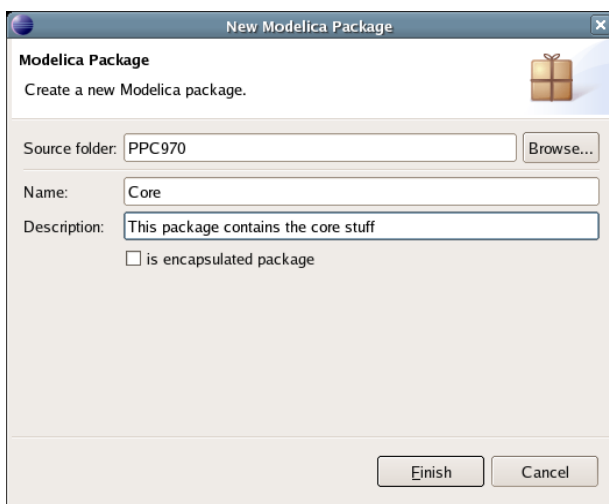 New Modelica Package
Modelica Package
Create a new Modelica package.
Source folder: PPC970 Browse...
Name: Core
Description: This package contains the core stuff
is encapsulated package
Finish Cancel